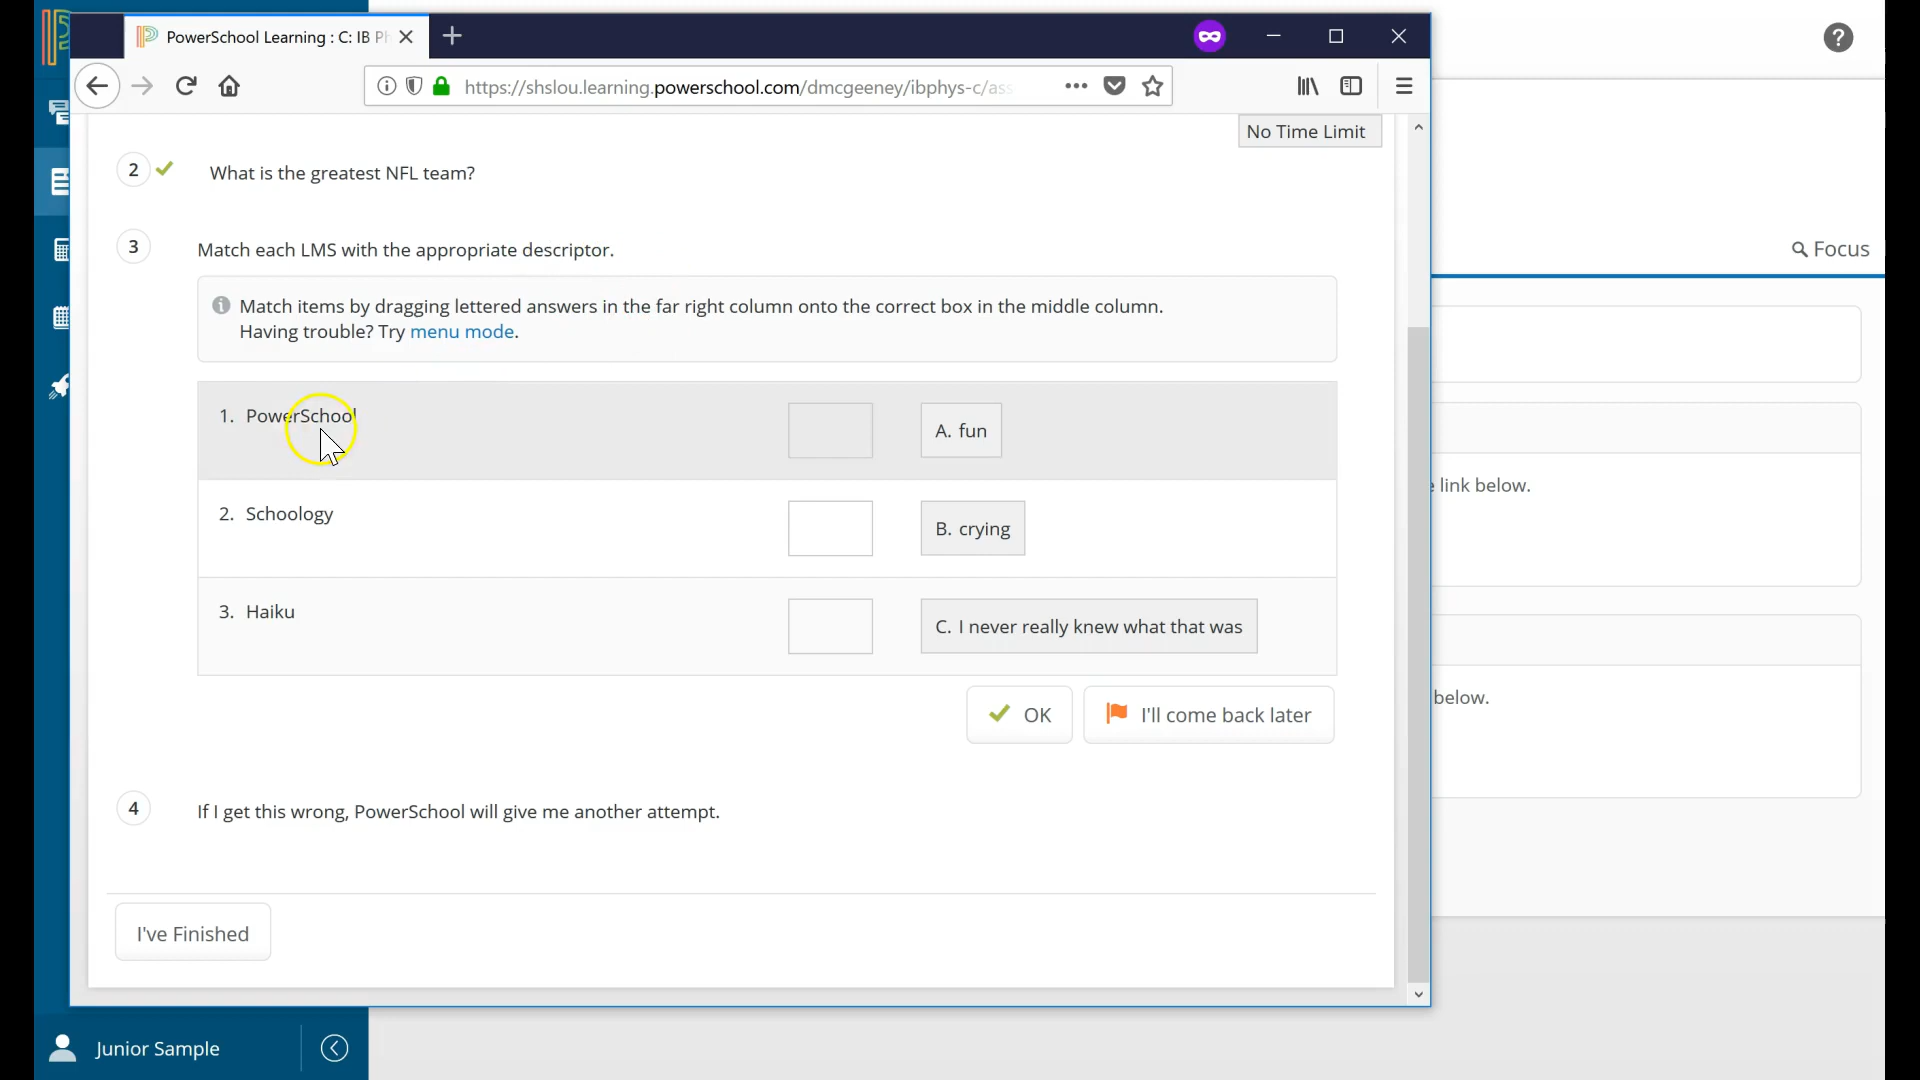 PowerSchool Learning : C: IB Ph
https://shslou.learning.powerschool.com/dmcgeeney/ibphys-c/ass
No Time Limit
2 What is the greatest NFL team?
Focus
3 Match each LMS with the appropriate descriptor.
Match items by dragging lettered answers in the far right column onto the correct box in the middle column.
Having trouble? Try menu mode.
1. PowerSchool
A. fun
link below.
2. Schoology
B. crying
3. Haiku
C. I never really knew what that was
below.
OK
I'll come back later
4 If I get this wrong, PowerSchool will give me another attempt.
I've Finished
Junior Sample